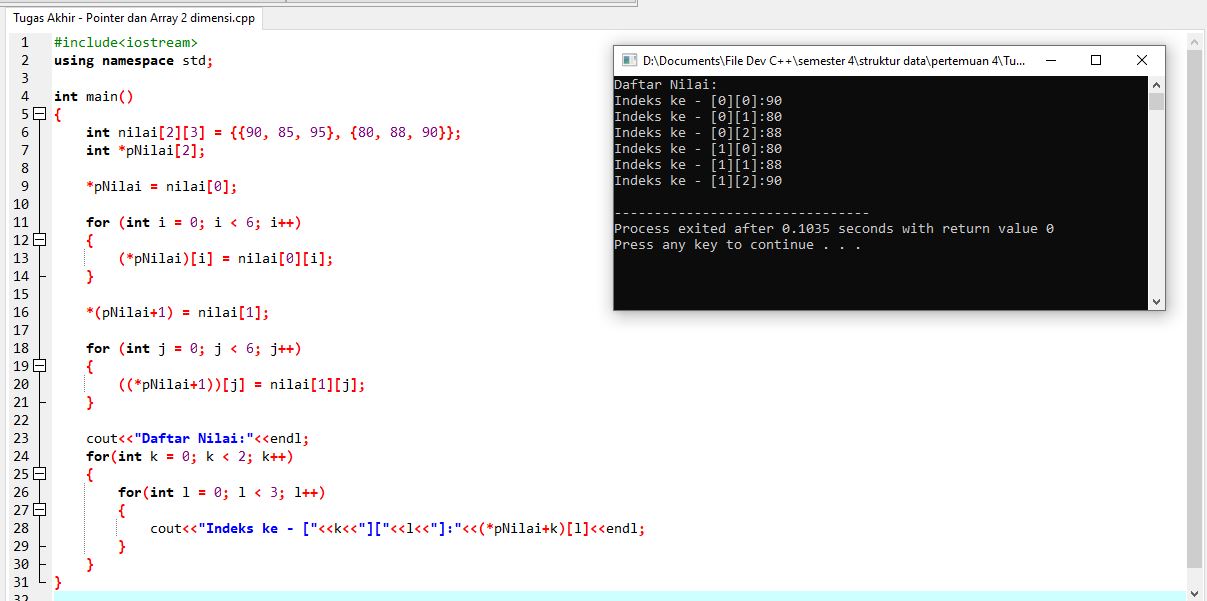 Tugas Akhir - Pointer dan Array 2 dimensi.cpp
1 #include<iostream>
2 using namespace std;
3
4 int main()
5 {
6 int nilai[2][3] = {{90, 85, 95}, {80, 88, 90}};
7 int *pNilai[2];
8
9 *pNilai = nilai[0];
10
11 for (int i = 0; i < 6; i++)
12 {
13 (*pNilai)[i] = nilai[0][i];
14 }
15
16 *(pNilai+1) = nilai[1];
17
18 for (int j = 0; j < 6; j++)
19 {
20 ((*pNilai+1))[j] = nilai[1][j];
21 }
22
23 cout<<"Daftar Nilai:"<<endl;
24 for(int k = 0; k < 2; k++)
25 {
26 for(int l = 0; l < 3; l++)
27 {
28 cout<<"Indeks ke - ["<<k<<"]["<<l<<"]:"<<(*pNilai+k)[l]<<endl;
29 }
30 }
31 }
32
D:\Documents\File Dev C++\semester 4\struktur data\pertemuan 4\Tu...
Daftar Nilai:
Indeks ke - [0][0]:90
Indeks ke - [0][1]:80
Indeks ke - [0][2]:88
Indeks ke - [1][0]:80
Indeks ke - [1][1]:88
Indeks ke - [1][2]:90
--------------------------------
Process exited after 0.1035 seconds with return value 0
Press any key to continue . . .